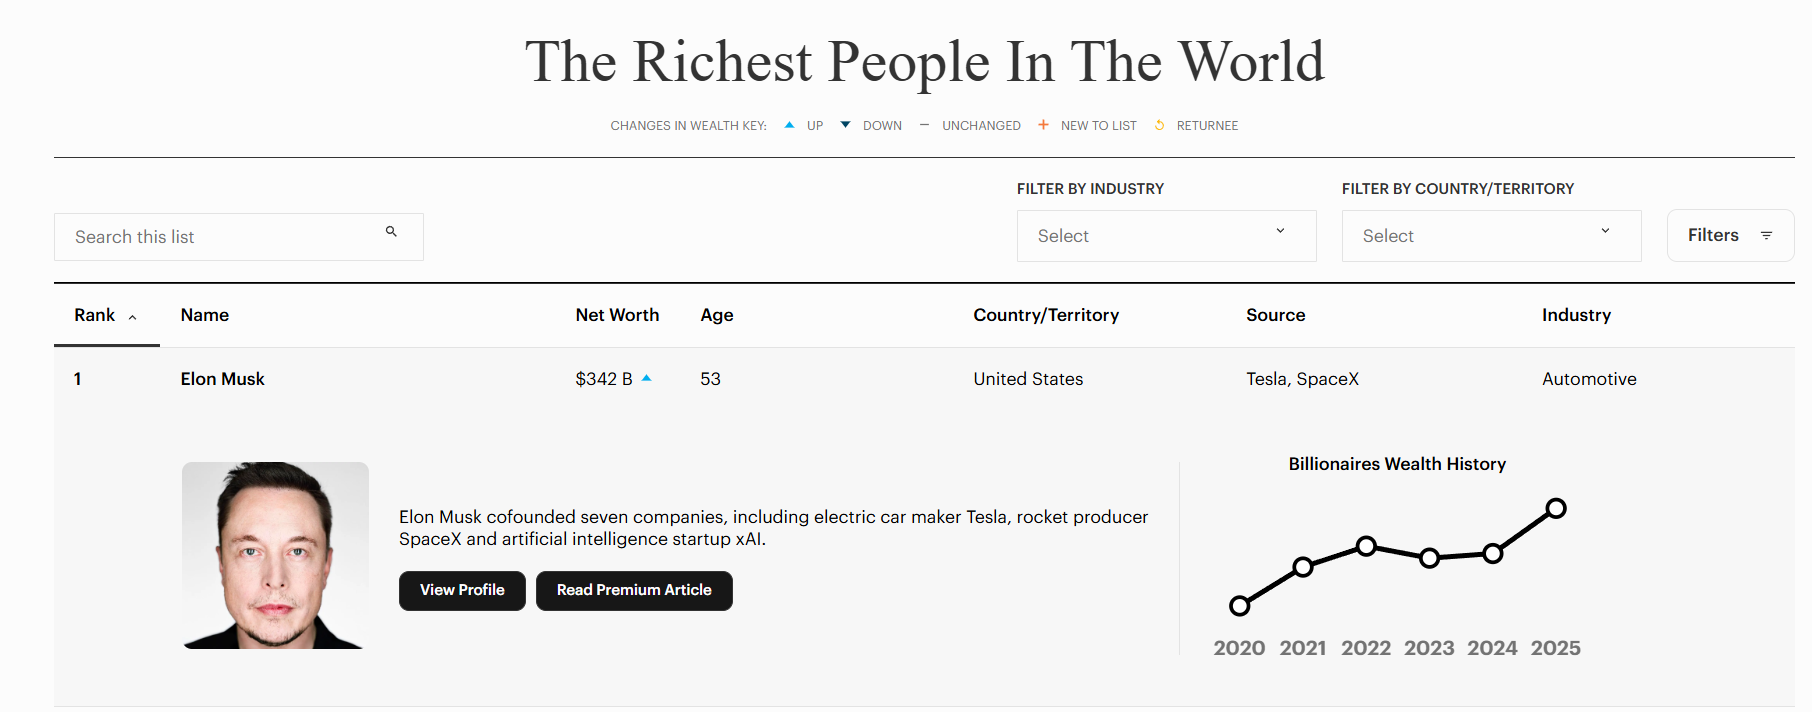 The Richest People In The World
CHANGES IN WEALTH KEY: UP DOWN UNCHANGED NEW TO LIST RETURNEE
FILTER BY INDUSTRY FILTER BY COUNTRY/TERRITORY
Search this list Select Select Filters
Rank Name Net Worth Age Country/Territory Source Industry
1 Elon Musk $342 B 53 United States Tesla, SpaceX Automotive
Billionaires Wealth History
Elon Musk cofounded seven companies, including electric car maker Tesla, rocket producer
SpaceX and artificial intelligence startup xAI.
View Profile Read Premium Article
2020 2021 2022 2023 2024 2025